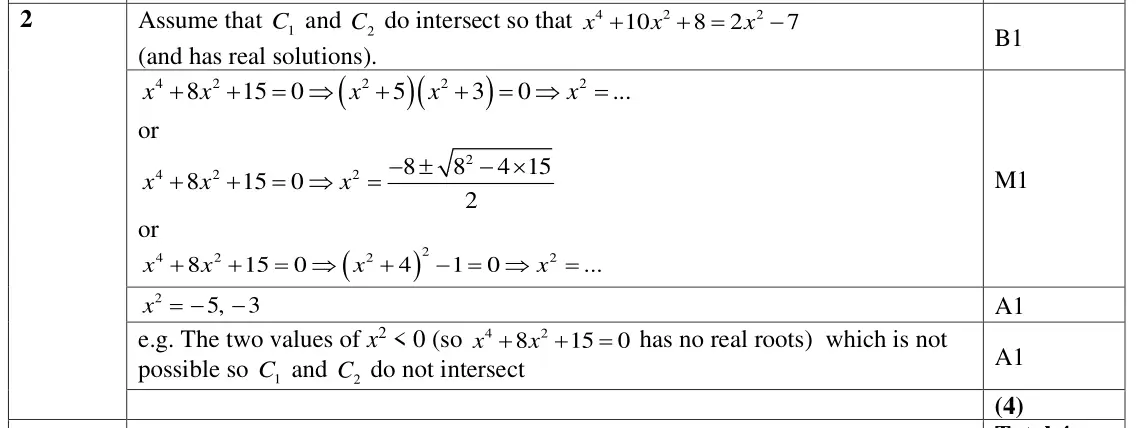 2
Assume that C₁ and C₂ do intersect so that x⁴ + 10x² + 8 = 2x² − 7
(and has real solutions).
B1
x⁴ + 8x² + 15 = 0 ⇒ (x² + 5)(x² + 3) = 0 ⇒ x² = ...
or
x⁴ + 8x² + 15 = 0 ⇒ x² = (−8 ± √(8² − 4 × 15))/2
or
x⁴ + 8x² + 15 = 0 ⇒ (x² + 4)² − 1 = 0 ⇒ x² = ...
M1
x² = −5, −3
A1
e.g. The two values of x² < 0 (so x⁴ + 8x² + 15 = 0 has no real roots) which is not
possible so C₁ and C₂ do not intersect
A1
(4)